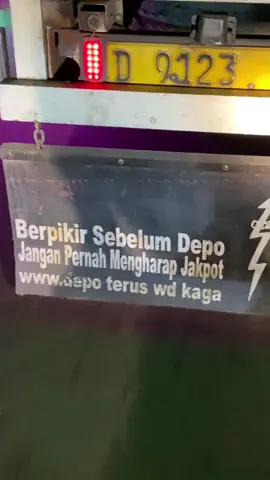 D 9123
Berpikir Sebelum Depo
Jangan Pernah Mengharap Jakpot
www.depo terus wd kaga